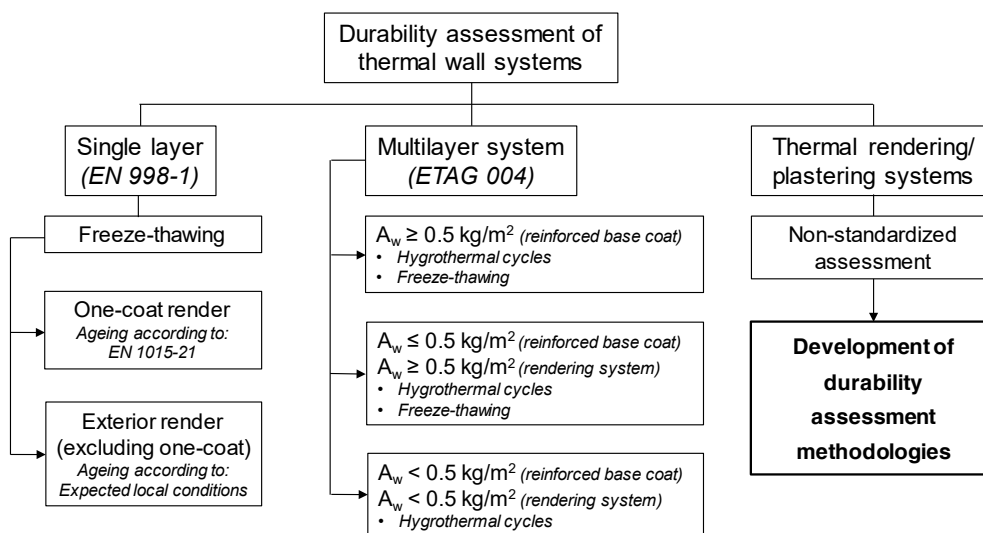 Durability assessment of
thermal wall systems
Single layer
(EN 998-1)
Freeze-thawing
One-coat render
Ageing according to:
EN 1015-21
Exterior render
(excluding one-coat)
Ageing according to:
Expected local conditions
Multilayer system
(ETAG 004)
A_w ≥ 0.5 kg/m² (reinforced base coat)
• Hygrothermal cycles
• Freeze-thawing
A_w ≤ 0.5 kg/m² (reinforced base coat)
A_w ≥ 0.5 kg/m² (rendering system)
• Hygrothermal cycles
• Freeze-thawing
A_w < 0.5 kg/m² (reinforced base coat)
A_w < 0.5 kg/m² (rendering system)
• Hygrothermal cycles
Thermal rendering/
plastering systems
Non-standardized
assessment
Development of
durability
assessment
methodologies